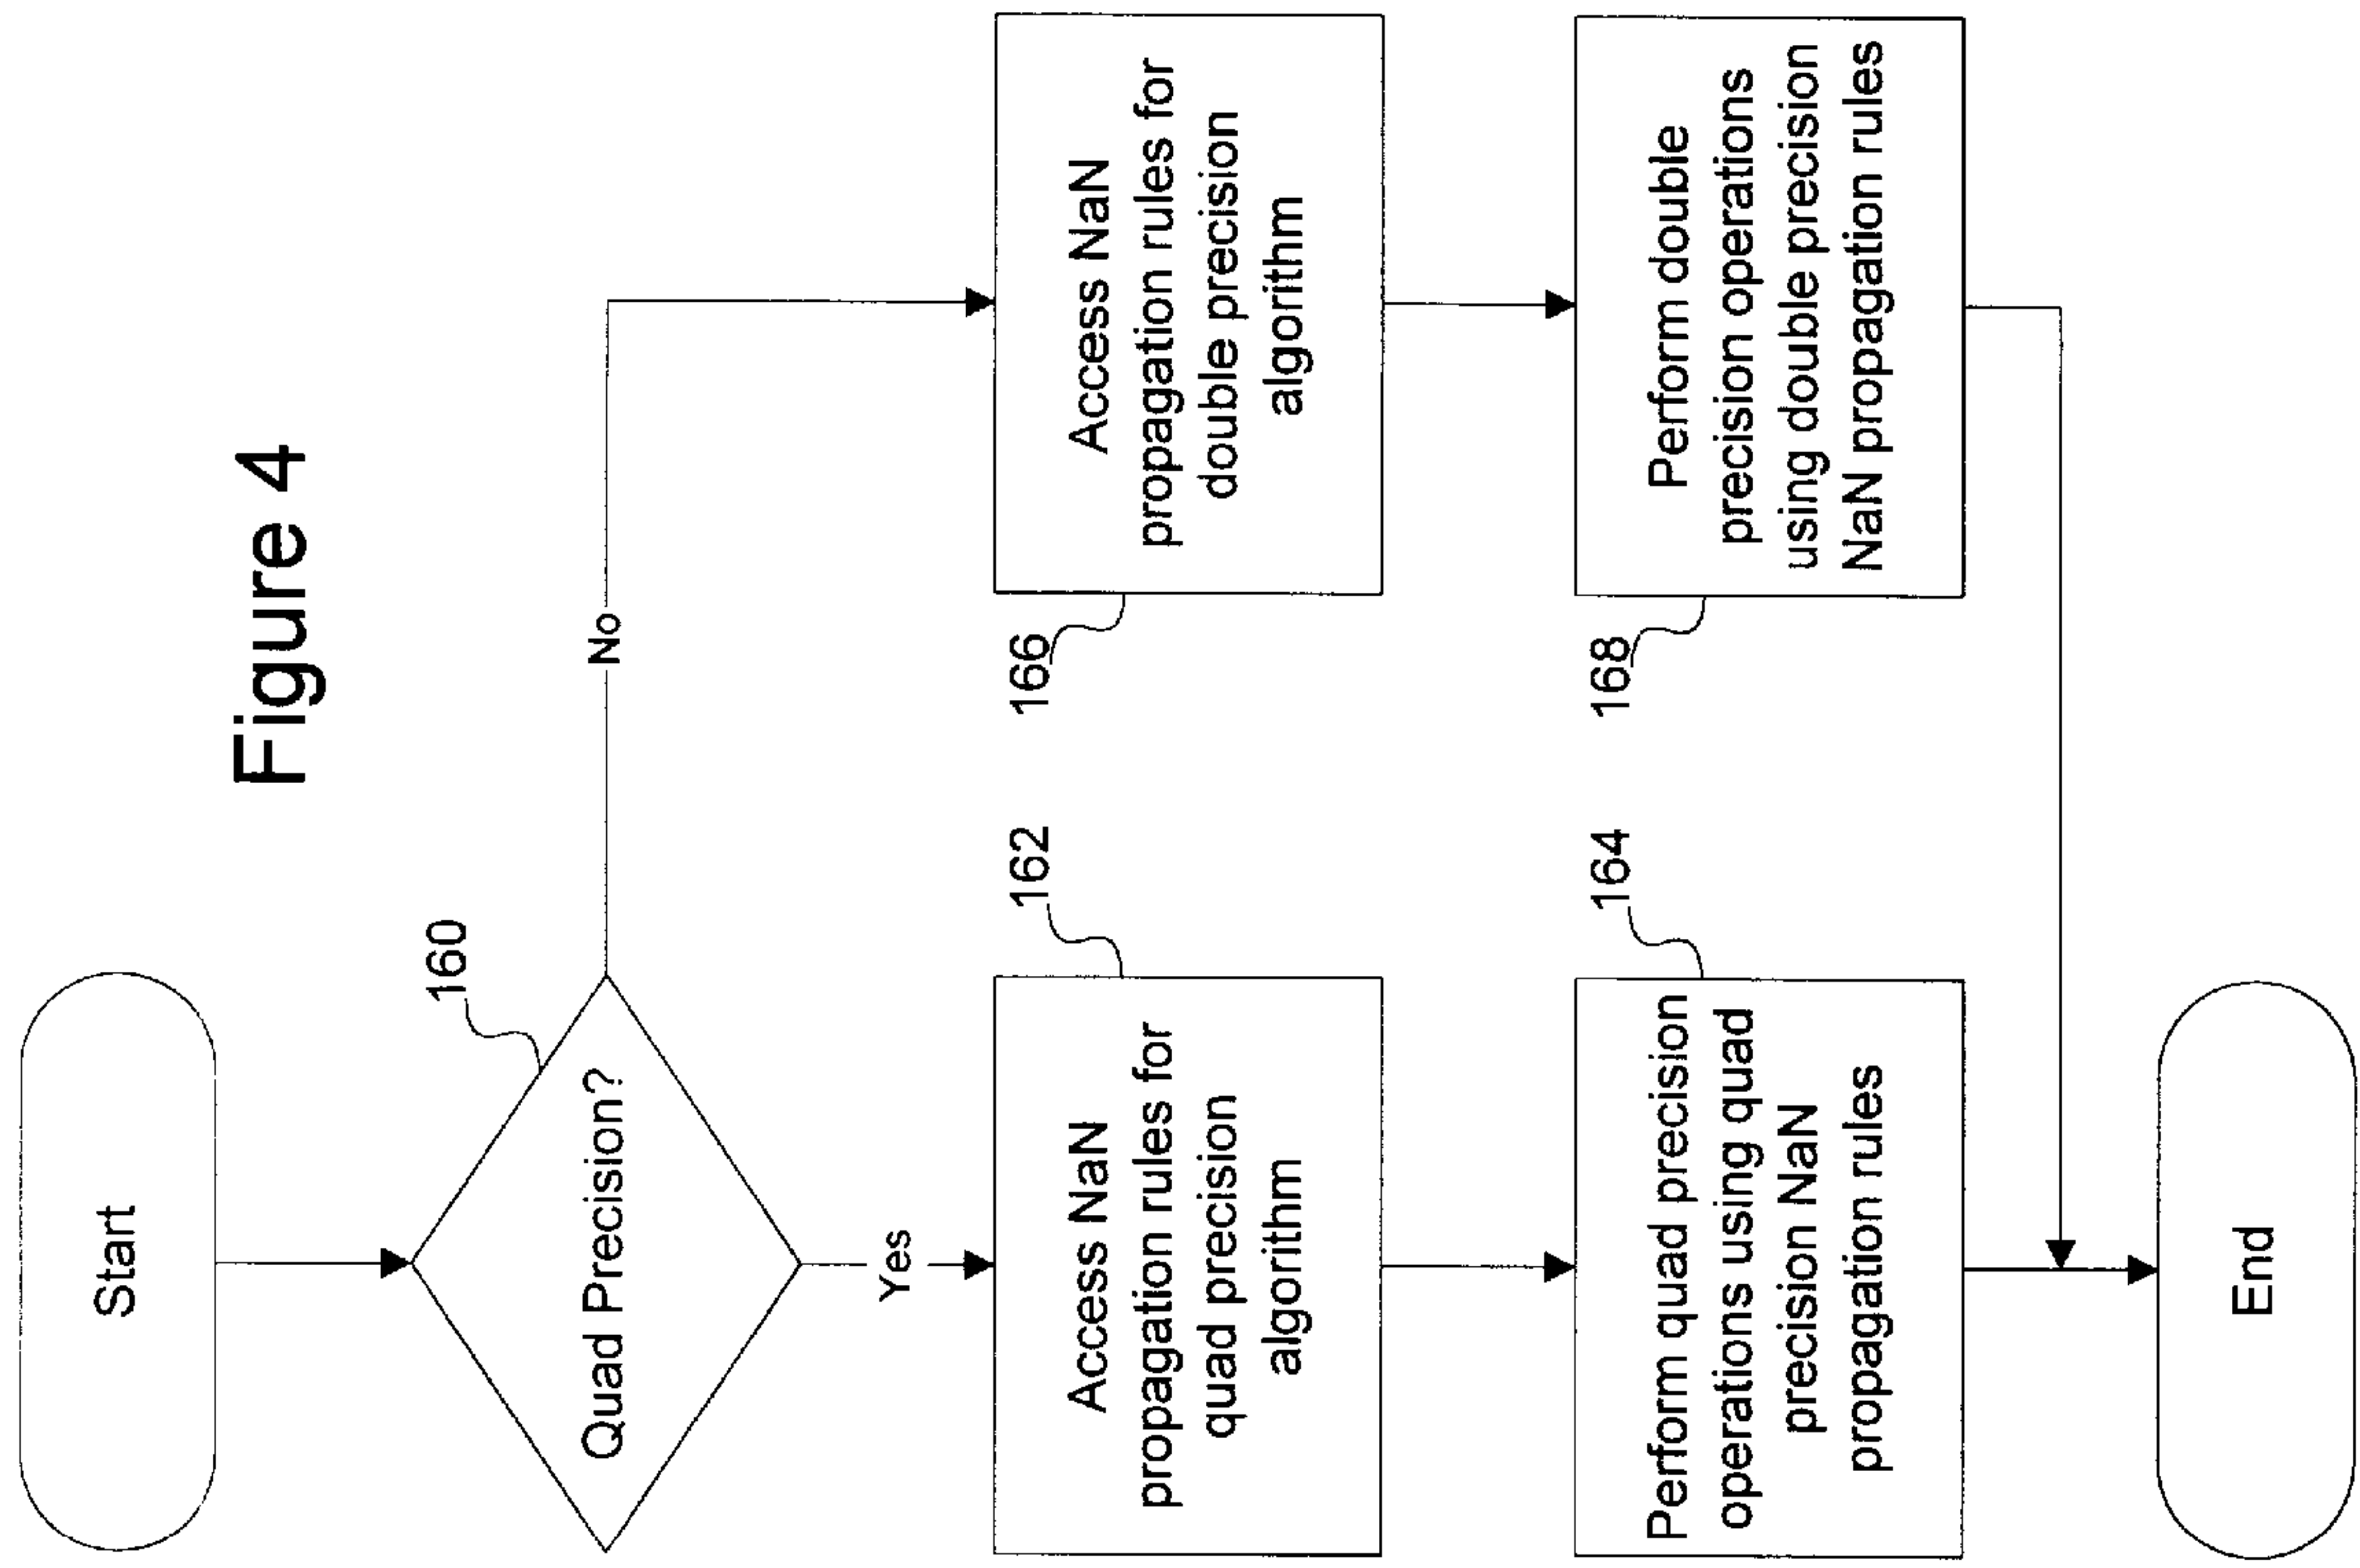 Figure 4
Start
160
Quad Precision?
No
Yes
162
Access NaN
propagation rules for
quad precision
algorithm
166
Access NaN
propagation rules for
double precision
algorithm
164
Perform quad precision
operations using quad
precision NaN
propagation rules
168
Perform double
precision operations
using double precision
NaN propagation rules
End